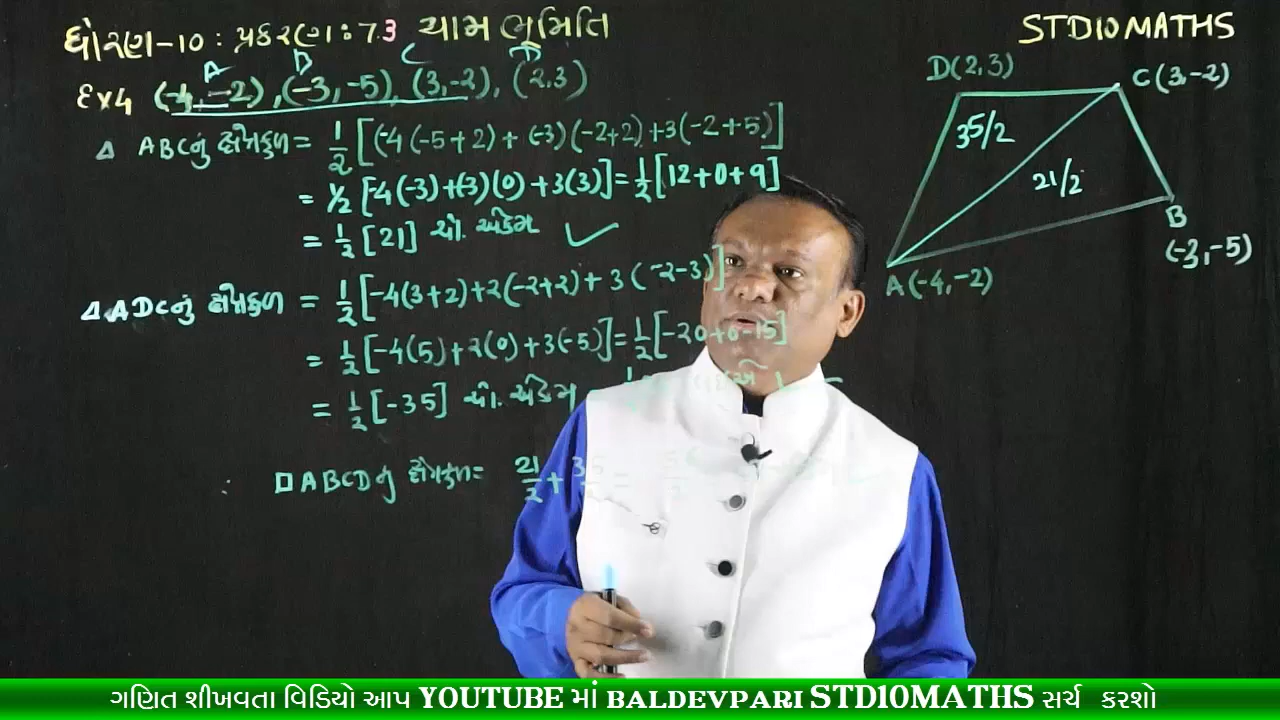 ધોરણ-10 : પ્રકરણ : 7.3 યામ ભૂમિતિ
STD10MATHS
A B C D
Ex 4 (-4, -2), (-3, -5), (3, -2), (2,3)
Δ ABCનું ક્ષેત્રફળ = 1/2 [(-4(-5+2) + (-3)(-2+2) + 3(-2+5)]
= 1/2 [-4(-3) + (-3)(0) + 3(3)] = 1/2 [12+0+9]
= 1/2 [21] ચો. એકમ ✓
Δ ADCનું ક્ષેત્રફળ = 1/2 [-4(3+2) + 2(-2+2) + 3(-2-3)]
= 1/2 [-4(5) + 2(0) + 3(-5)] = 1/2 [-20+0-15]
= 1/2 [-35] ચો. એકમ
□ ABCDનું ક્ષેત્રફળ = 21/2 + 35/2 =
D(2,3)
C(3,-2)
35/2
21/2
B
(-3,-5)
A(-4,-2)
ગણિત શીખવતા વિડિયો આપ YOUTUBE માં BALDEVPARI STD10MATHS સર્ચ કરશો